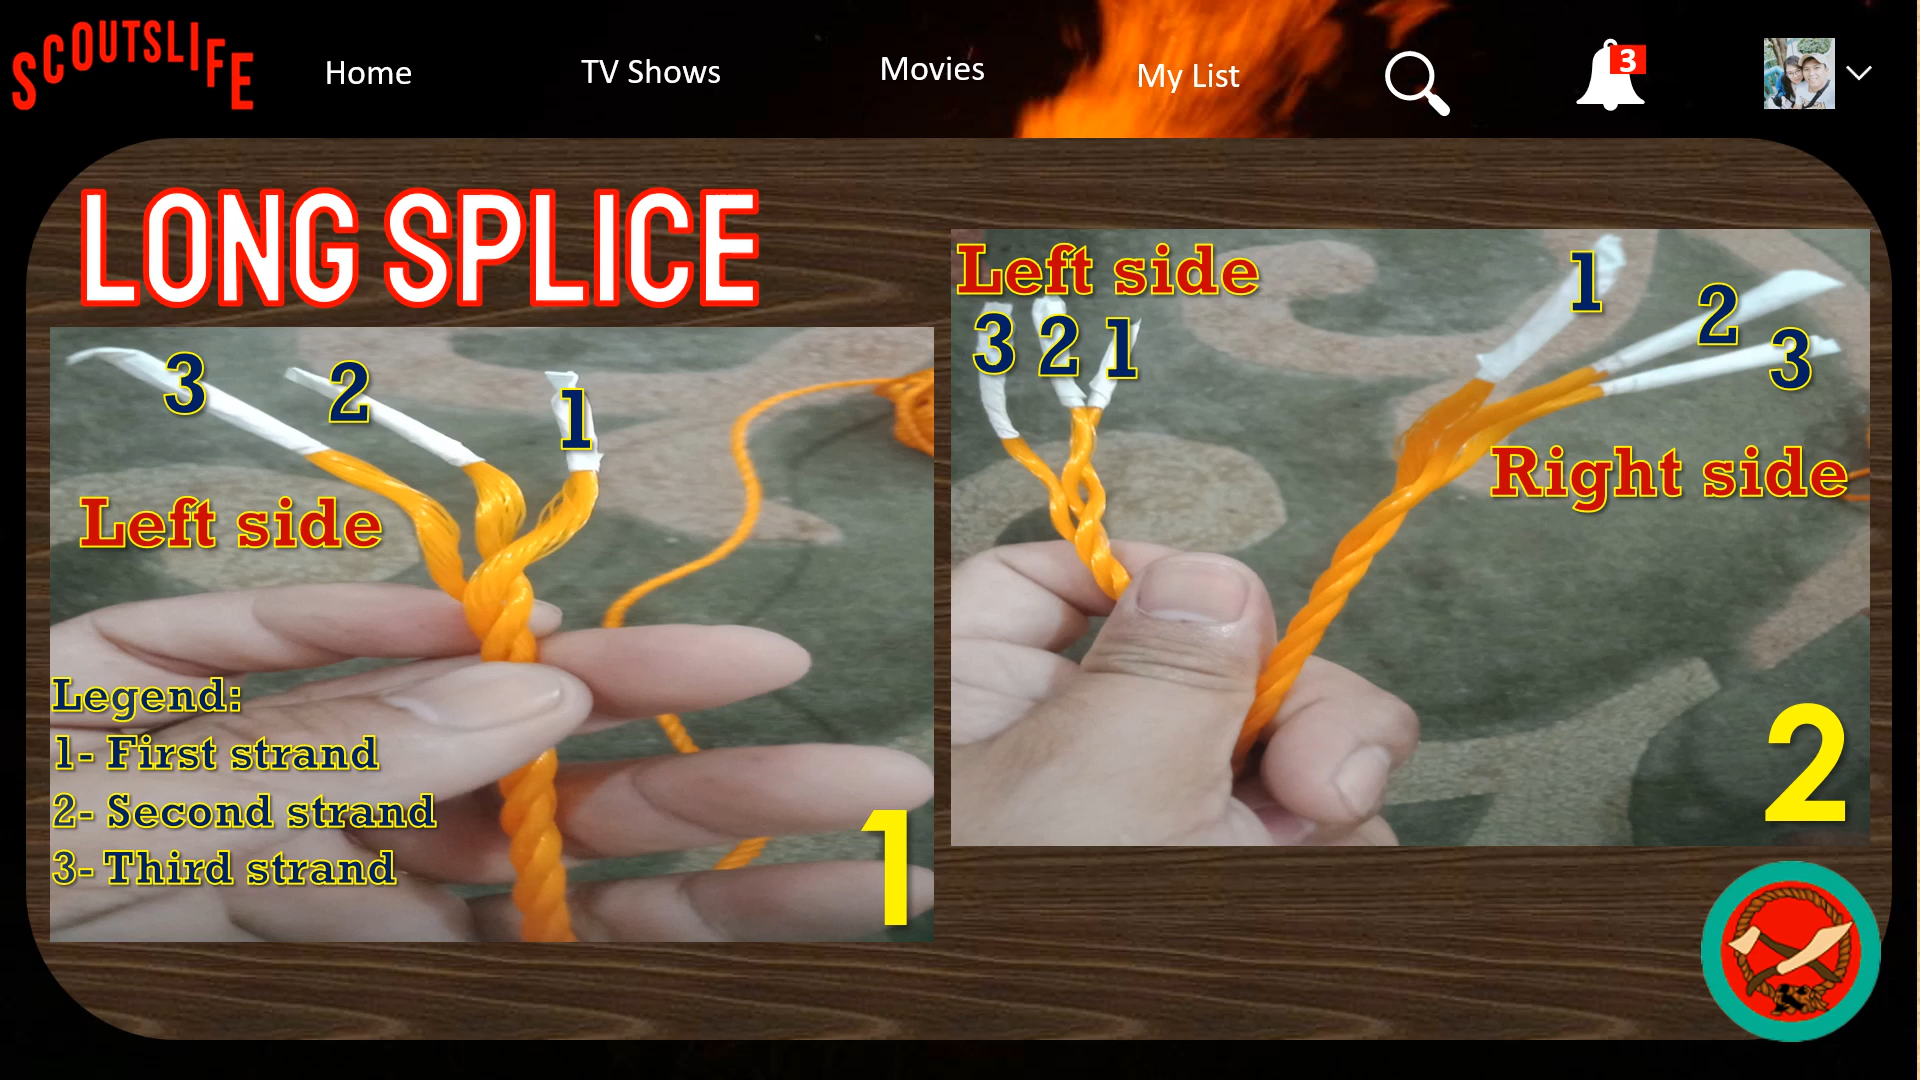 SCOUTSLIFE
Home
TV Shows
Movies
My List
3
LONG SPLICE
3
2
1
Left side
Legend:
1- First strand
2- Second strand
3- Third strand
1
Left side
3 2 1
1
2
3
Right side
2